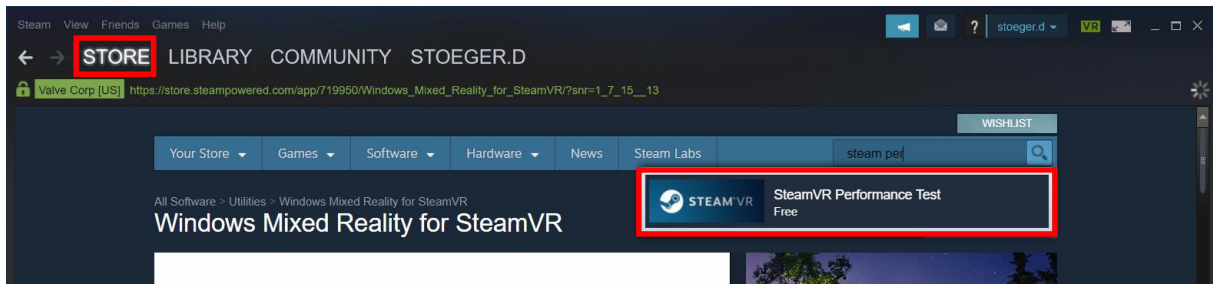 Steam View Friends Games Help
? stoeger.d VR
STORE LIBRARY COMMUNITY STOEGER.D
Valve Corp [US] https://store.steampowered.com/app/719950/Windows_Mixed_Reality_for_SteamVR/?snr=1_7_15__13
WISHLIST
Your Store Games Software Hardware News Steam Labs steam per
STEAM VR SteamVR Performance Test
Free
All Software > Utilities > Windows Mixed Reality for SteamVR
Windows Mixed Reality for SteamVR